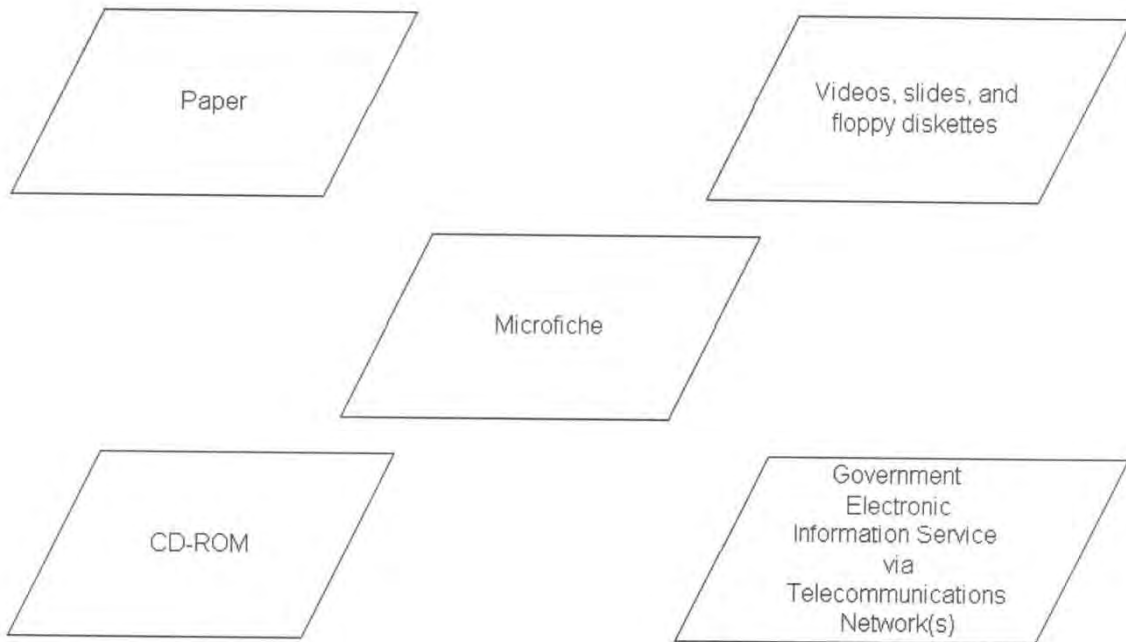 Paper
Videos, slides, and
floppy diskettes
Microfiche
CD-ROM
Government
Electronic
Information Service
via
Telecommunications
Network(s)